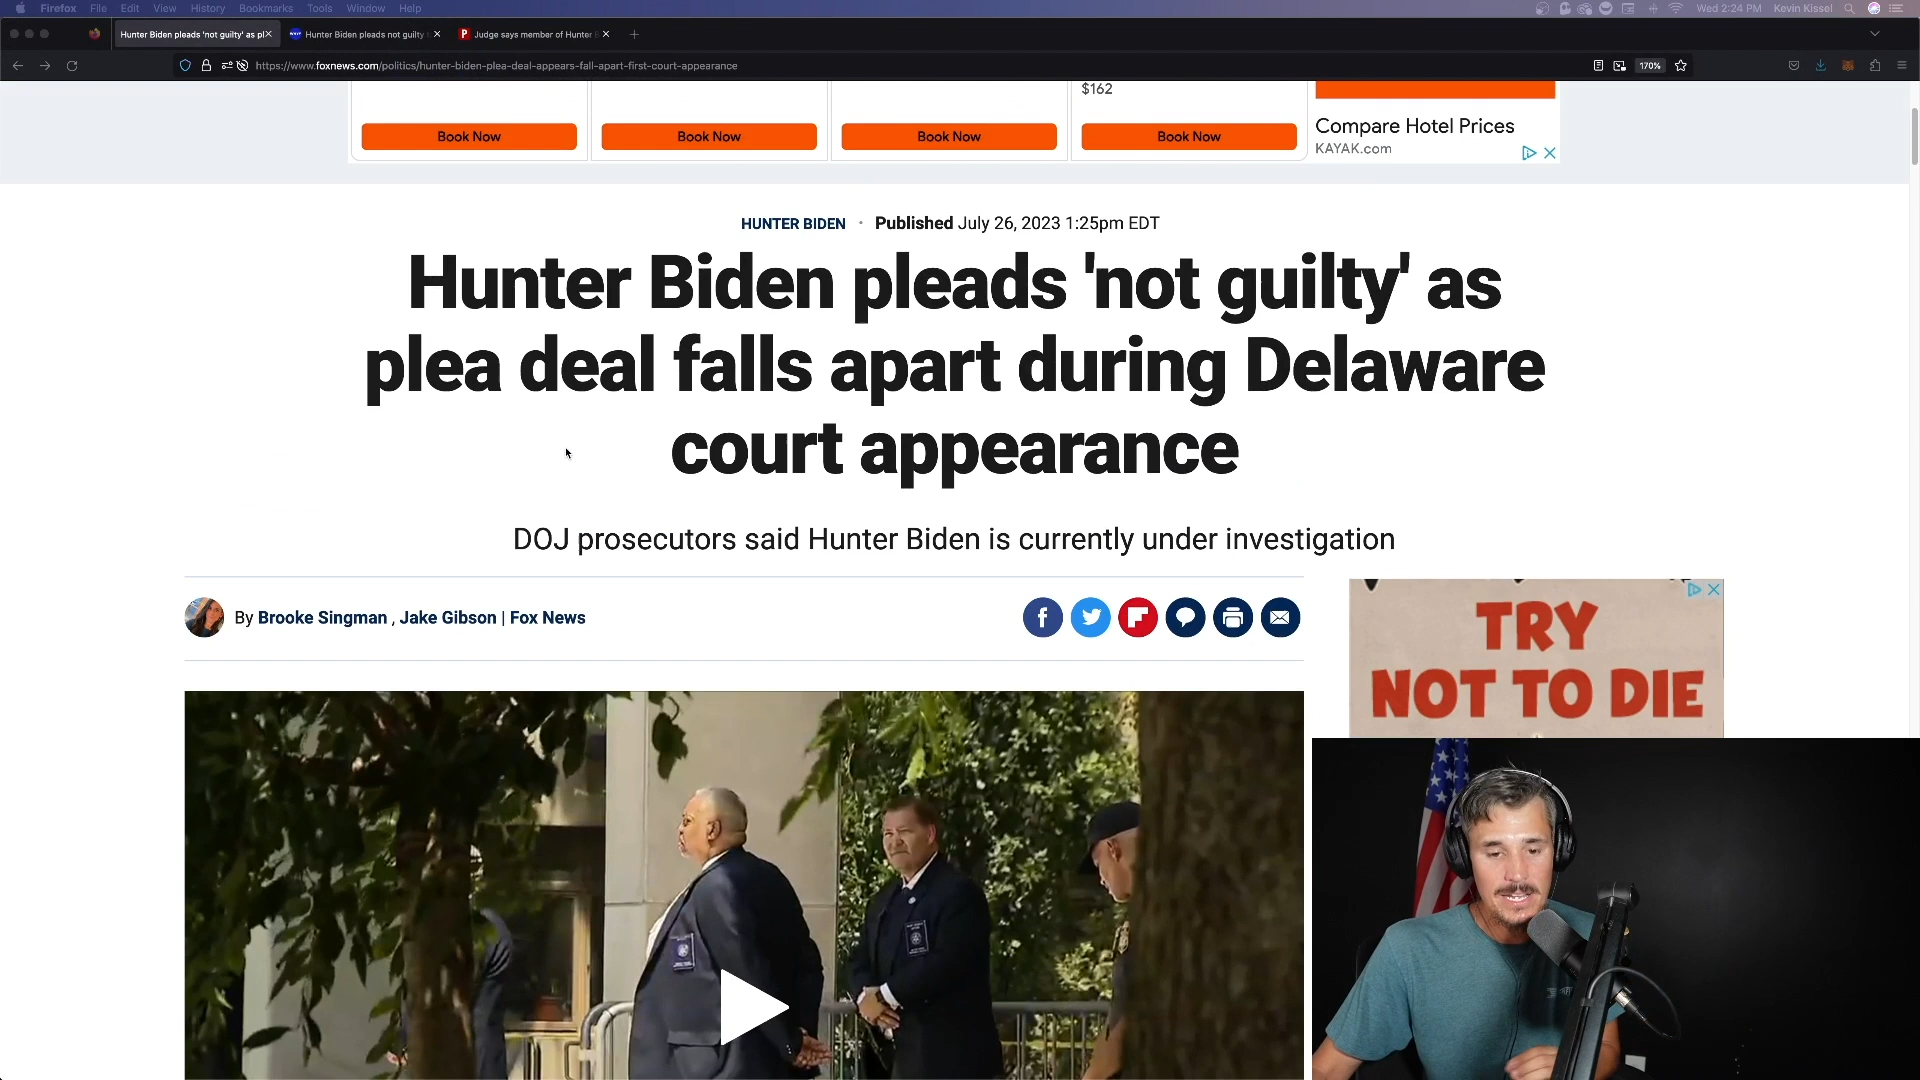 Firefox File Edit View History Bookmarks Tools Window Help
Wed 2:24 PM Kevin Kissel
Hunter Biden pleads 'not guilty' as pl
Hunter Biden pleads not guilty
Judge says member of Hunter
https://www.foxnews.com/politics/hunter-biden-plea-deal-appears-fall-apart-first-court-appearance
170%
$162
Book Now
Book Now
Book Now
Book Now
Compare Hotel Prices
KAYAK.com
HUNTER BIDEN · Published July 26, 2023 1:25pm EDT
Hunter Biden pleads 'not guilty' as
plea deal falls apart during Delaware
court appearance
DOJ prosecutors said Hunter Biden is currently under investigation
By Brooke Singman , Jake Gibson | Fox News
TRY
NOT TO DIE